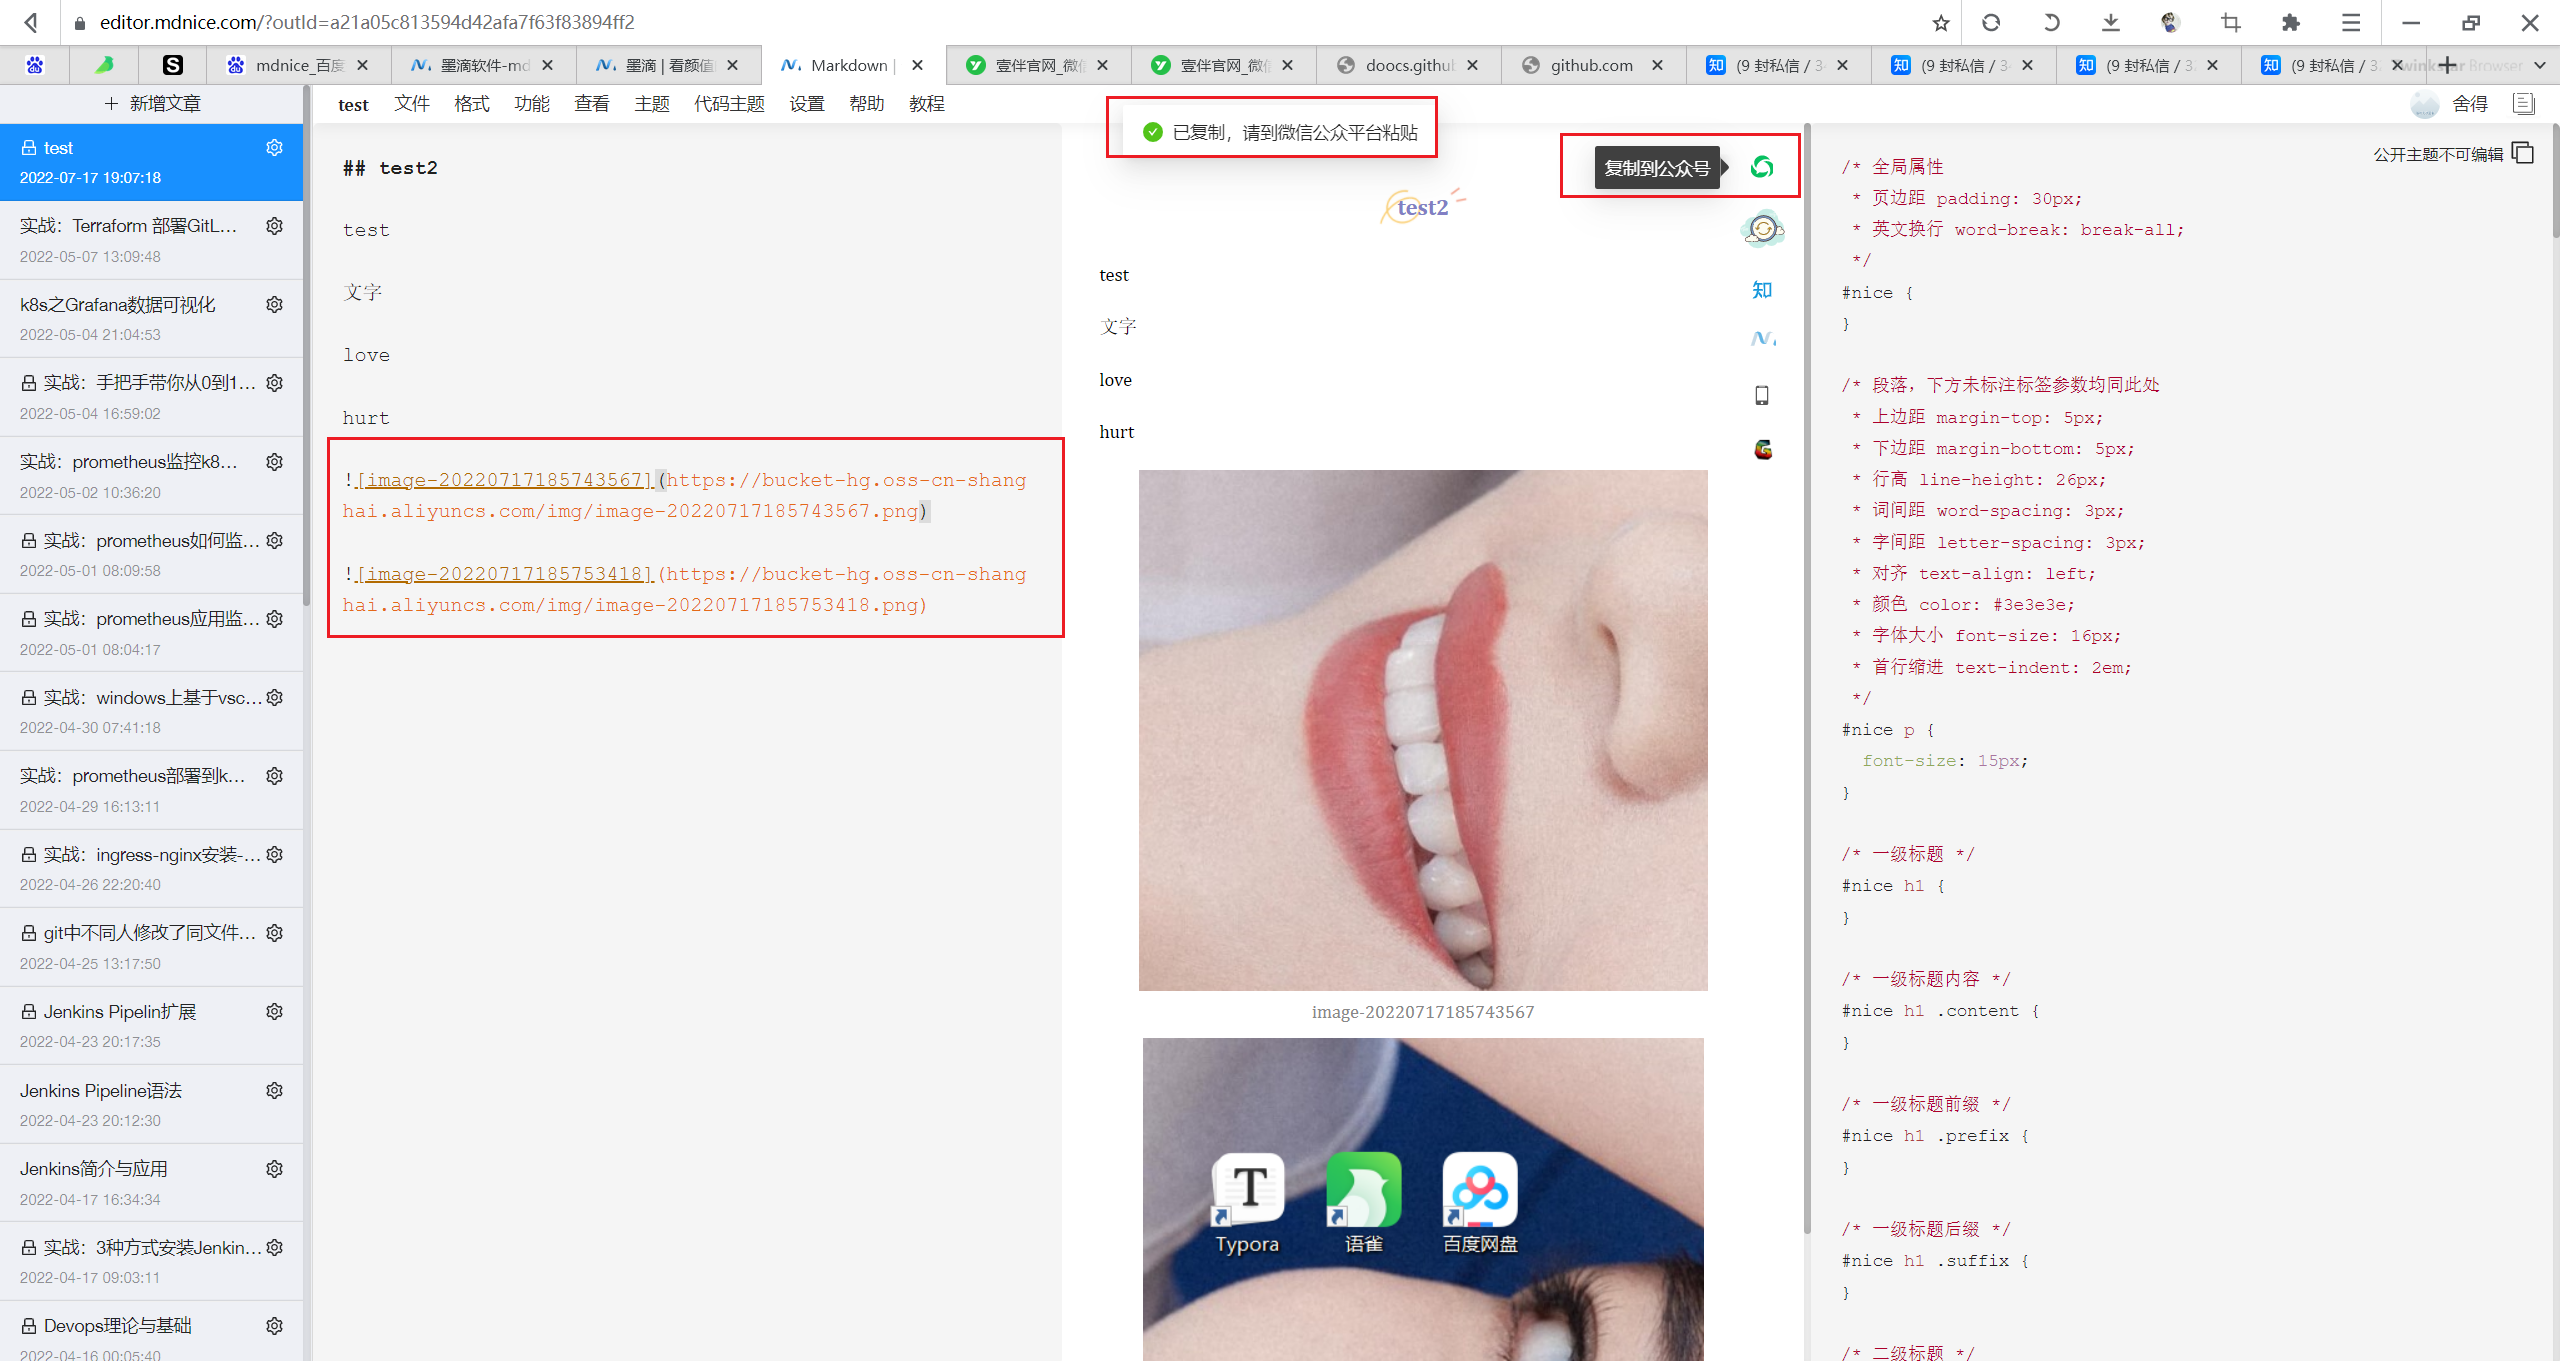 editor.mdnice.com/?outId=a21a05c813594d42afa7f63f83894ff2
mdnice_百度
墨滴软件-md
墨滴 | 看颜值
Markdown |
壹伴官网_微信
壹伴官网_微信
doocs.github
github.com
(9 封私信 / 3
(9 封私信 / 3
(9 封私信 / 3
(9 封私信 / 3
Browser
+ 新增文章
test 文件 格式 功能 查看 主题 代码主题 设置 帮助 教程
舍得
test
2022-07-17 19:07:18
实战：Terraform 部署GitL...
2022-05-07 13:09:48
k8s之Grafana数据可视化
2022-05-04 21:04:53
实战：手把手带你从0到1...
2022-05-04 16:59:02
实战：prometheus监控k8...
2022-05-02 10:36:20
实战：prometheus如何监...
2022-05-01 08:09:58
实战：prometheus应用监...
2022-05-01 08:04:17
实战：windows上基于vsc...
2022-04-30 07:41:18
实战：prometheus部署到k...
2022-04-29 16:13:11
实战：ingress-nginx安装-...
2022-04-26 22:20:40
git中不同人修改了同文件...
2022-04-25 13:17:50
Jenkins Pipelin扩展
2022-04-23 20:17:35
Jenkins Pipeline语法
2022-04-23 20:12:30
Jenkins简介与应用
2022-04-17 16:34:34
实战：3种方式安装Jenkin...
2022-04-17 09:03:11
Devops理论与基础
2022-04-16 00:05:40
## test2
test
文字
love
hurt
![image-20220717185743567](https://bucket-hg.oss-cn-shang
hai.aliyuncs.com/img/image-20220717185743567.png)
![image-20220717185753418](https://bucket-hg.oss-cn-shang
hai.aliyuncs.com/img/image-20220717185753418.png)
已复制，请到微信公众平台粘贴
复制到公众号
知
test2
test
文字
love
hurt
image-20220717185743567
T
Typora
语雀
百度网盘
公开主题不可编辑
/* 全局属性
* 页边距 padding: 30px;
* 英文换行 word-break: break-all;
*/
#nice {
}
/* 段落，下方未标注标签参数均同此处
* 上边距 margin-top: 5px;
* 下边距 margin-bottom: 5px;
* 行高 line-height: 26px;
* 词间距 word-spacing: 3px;
* 字间距 letter-spacing: 3px;
* 对齐 text-align: left;
* 颜色 color: #3e3e3e;
* 字体大小 font-size: 16px;
* 首行缩进 text-indent: 2em;
*/
#nice p {
font-size: 15px;
}
/* 一级标题 */
#nice h1 {
}
/* 一级标题内容 */
#nice h1 .content {
}
/* 一级标题前缀 */
#nice h1 .prefix {
}
/* 一级标题后缀 */
#nice h1 .suffix {
}
/* 二级标题 */